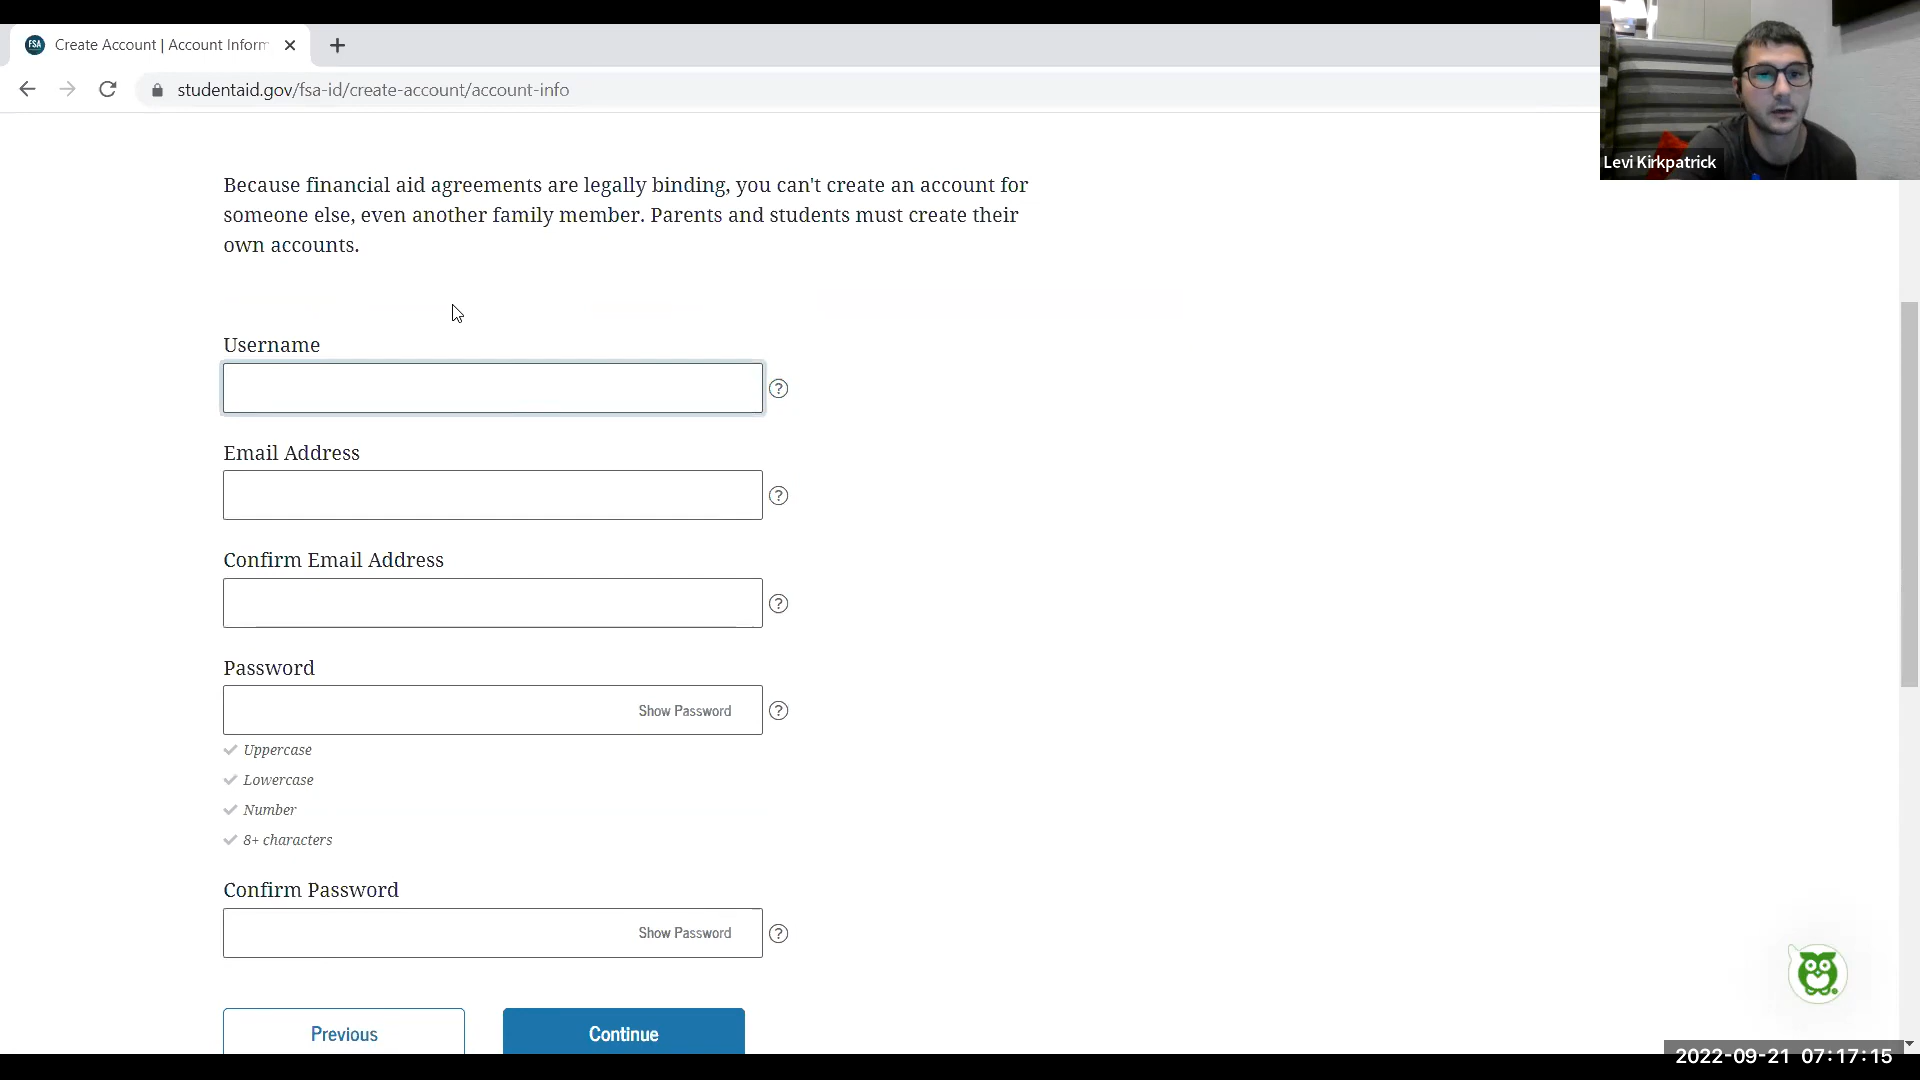 FSA
Create Account | Account Inform
studentaid.gov/fsa-id/create-account/account-info
Levi Kirkpatrick
Because financial aid agreements are legally binding, you can't create an account for
someone else, even another family member. Parents and students must create their
own accounts.
Username
?
Email Address
?
Confirm Email Address
?
Password
Show Password
?
Uppercase
Lowercase
Number
8+ characters
Confirm Password
Show Password
?
Previous
Continue
2022-09-21 07:17:15